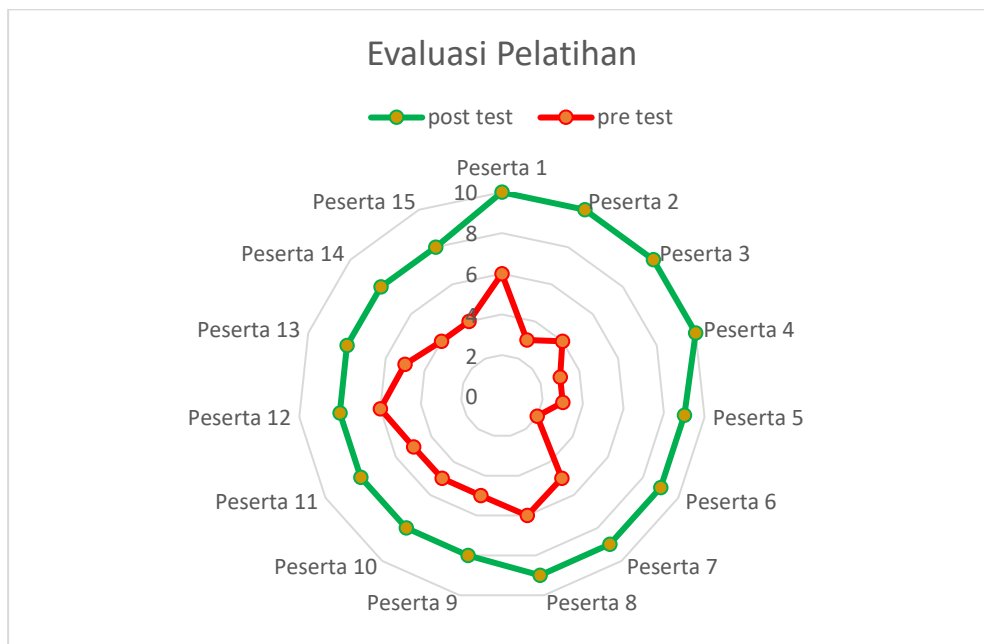 Evaluasi Pelatihan
post test
pre test
Peserta 1
Peserta 2
Peserta 3
Peserta 4
Peserta 5
Peserta 6
Peserta 7
Peserta 8
Peserta 9
Peserta 10
Peserta 11
Peserta 12
Peserta 13
Peserta 14
Peserta 15
10
8
6
4
2
0